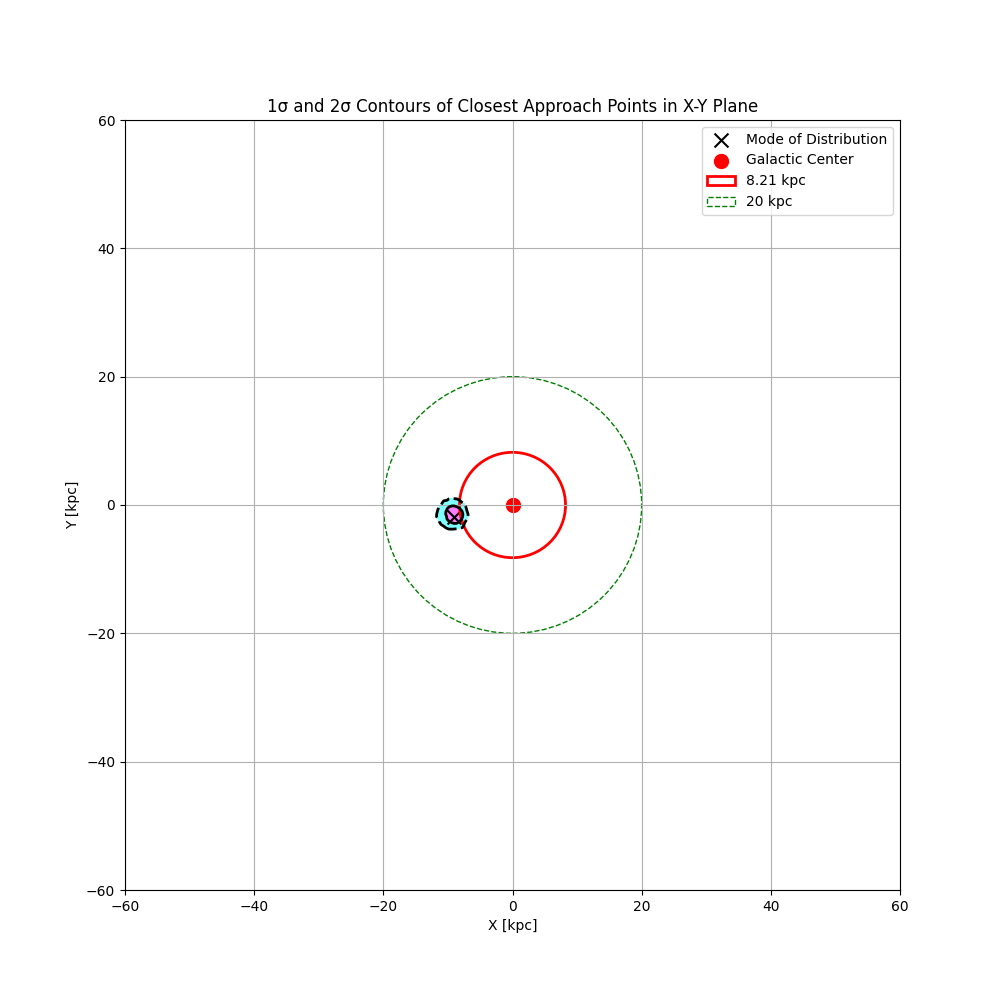 1σ and 2σ Contours of Closest Approach Points in X-Y Plane
Mode of Distribution
Galactic Center
8.21 kpc
20 kpc
60
40
20
0
−20
−40
−60
Y [kpc]
−60 −40 −20 0 20 40 60
X [kpc]